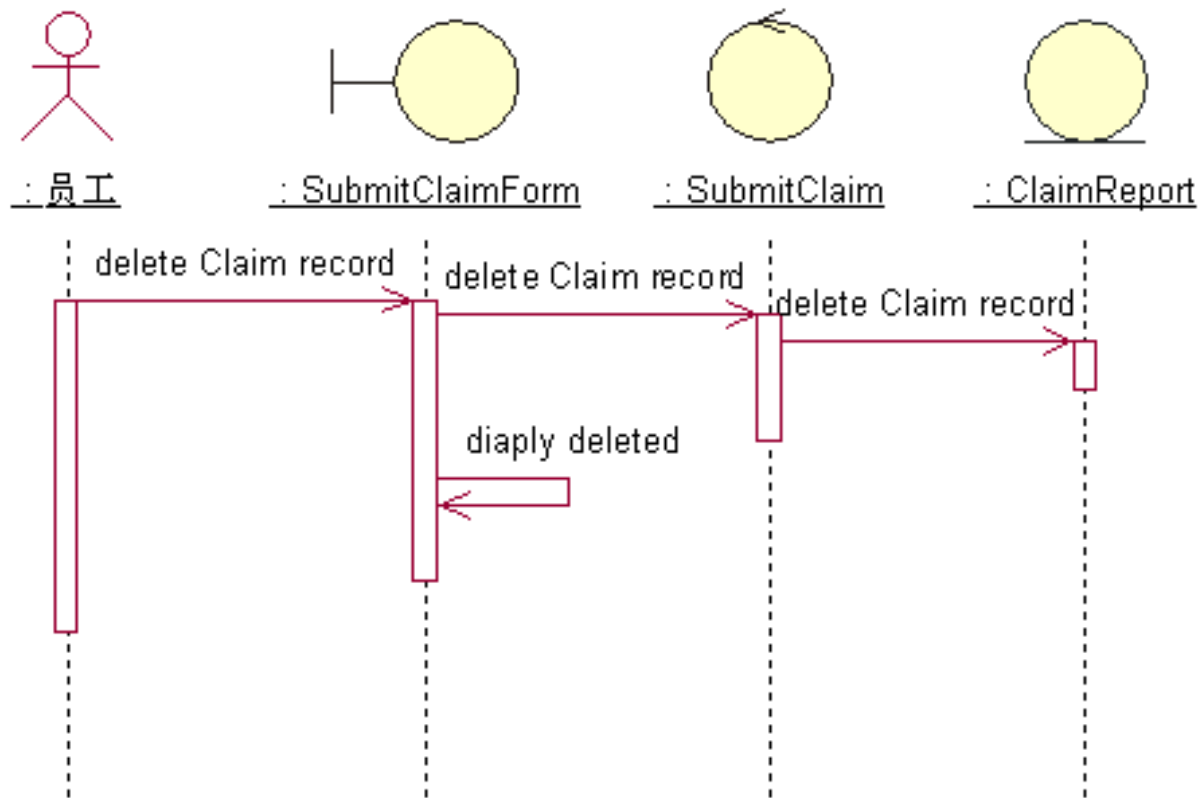 : 员工
: SubmitClaimForm
: SubmitClaim
: ClaimReport
delete Claim record
delete Claim record
delete Claim record
diaply deleted